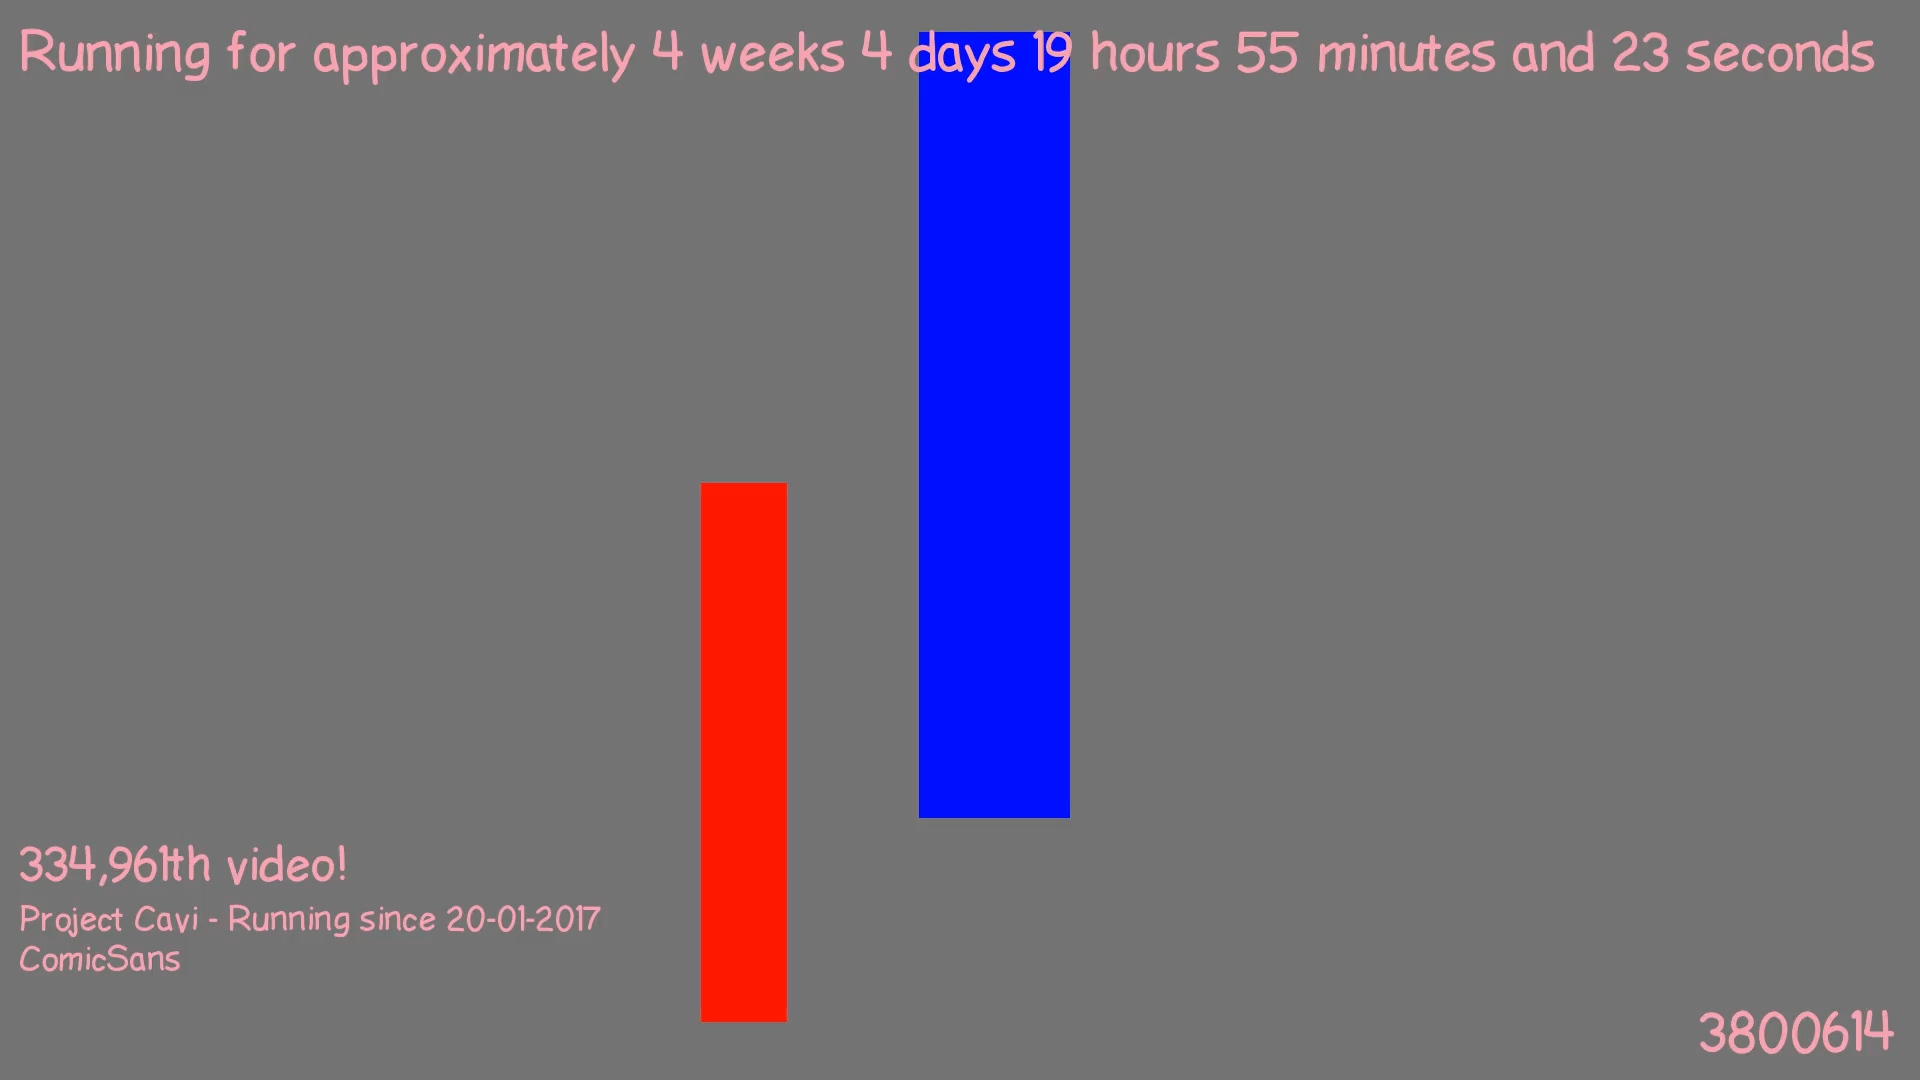 Running for approximately 4 weeks 4 days 19 hours 55 minutes and 23 seconds
334,961th video!
Project Cavi - Running since 20-01-2017
ComicSans
3800614